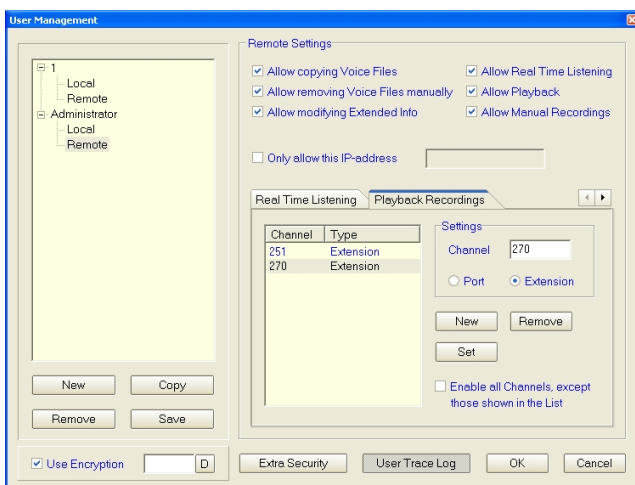 User Management
1
Local
Remote
Administrator
Local
Remote
New Copy
Remove Save
Use Encryption D
Remote Settings
Allow copying Voice Files Allow Real Time Listening
Allow removing Voice Files manually Allow Playback
Allow modifying Extended Info Allow Manual Recordings
Only allow this IP-address
Real Time Listening Playback Recordings
Channel Type
251 Extension
270 Extension
Settings
Channel 270
Port Extension
New Remove
Set
Enable all Channels, except
those shown in the List
Extra Security User Trace Log OK Cancel